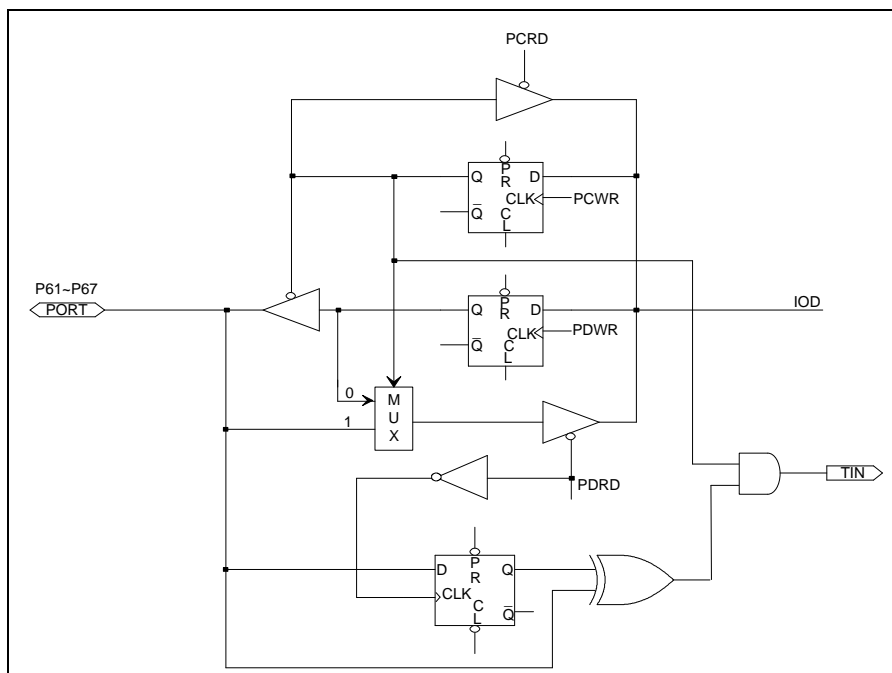 PCRD
Q P R D
CLK
Q̅ C L
PCWR
P61~P67
PORT
Q P R D
CLK
Q̅ C L
PDWR
IOD
0
1
M U X
PDRD
TIN
D P R Q
CLK
C L Q̅